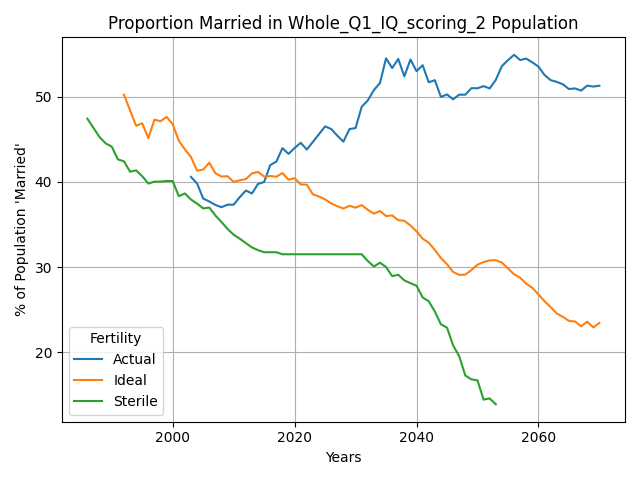 Proportion Married in Whole_Q1_IQ_scoring_2 Population
% of Population 'Married'
50
40
30
20
Fertility
Actual
Ideal
Sterile
2000 2020 2040 2060
Years